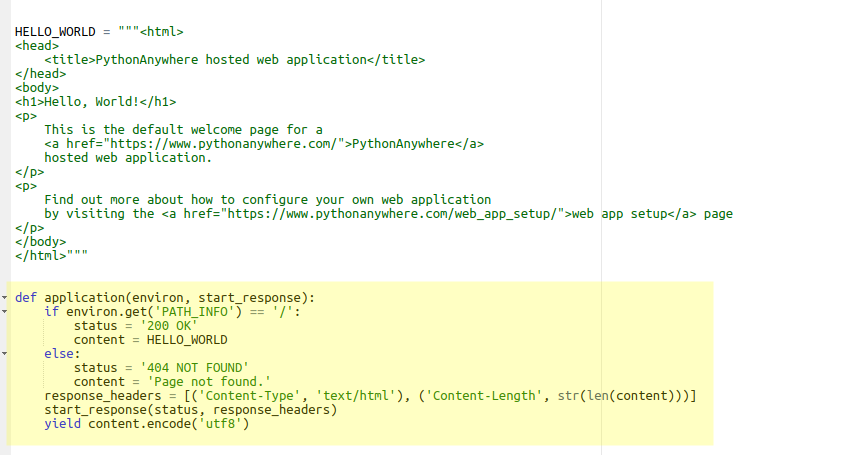 HELLO_WORLD = """<html>
<head>
    <title>PythonAnywhere hosted web application</title>
</head>
<body>
<h1>Hello, World!</h1>
<p>
    This is the default welcome page for a
    <a href="https://www.pythonanywhere.com/">PythonAnywhere</a>
    hosted web application.
</p>
<p>
    Find out more about how to configure your own web application
    by visiting the <a href="https://www.pythonanywhere.com/web_app_setup/">web app setup</a> page
</p>
</body>
</html>"""
def application(environ, start_response):
    if environ.get('PATH_INFO') == '/':
        status = '200 OK'
        content = HELLO_WORLD
    else:
        status = '404 NOT FOUND'
        content = 'Page not found.'
    response_headers = [('Content-Type', 'text/html'), ('Content-Length', str(len(content)))]
    start_response(status, response_headers)
    yield content.encode('utf8')